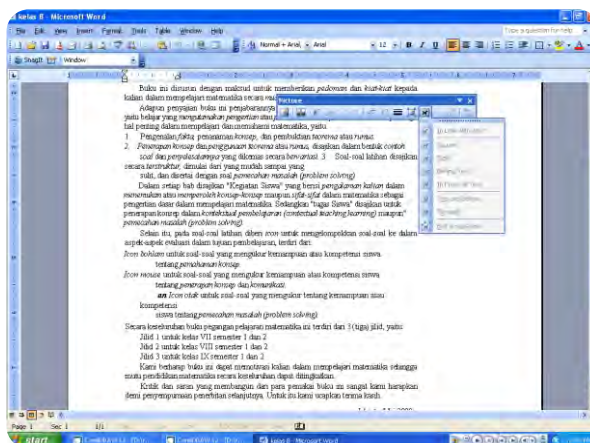 kelas 8 - Microsoft Word
File Edit View Insert Format Tools Table Window Help
Type a question for help
Normal + Arial, Arial 12 B I U
SnagIt Window
Buku ini disusun dengan maksud untuk memberikan pedoman dan kiat-kiat kepada
kalian dalam mempelajari matematika secara
Adapun penyajian buku ini penjabarannya
yaitu belajar yang mengutamakan pengertian atau
hal penting dalam mempelajari dan memahami matematika, yaitu
Picture
1. Pengenalan fakta, penanaman konsep, dan pembuktian teorema atau rumus.
2. Penerapan konsep dan penggunaan teorema atau rumus, disajikan dalam bentuk contoh
soal dan penyelesaiannya yang dikemas secara bervariasi. 3. Soal-soal latihan disajikan
secara terstruktur, dimulai dari yang mudah sampai yang
sulit, dan disertai dengan soal pemecahan masalah (problem solving).
Dalam setiap bab disajikan "Kegiatan Siswa" yang berisi pengalaman kalian dalam
menemukan atau memperoleh konsep-konsep maupun sifat-sifat dalam matematika sebagai
pengertian dasar dalam mempelajari matematika. Sedangkan "tugas Siswa" disajikan untuk
penerapan konsep dalam kontekstual pembelajaran (contextual teaching learning) maupun"
pemecahan masalah (problem solving).
Selain itu, pada soal-soal latihan diberi icon untuk mengelompokkan soal-soal ke dalam
aspek-aspek evaluasi dalam tujuan pembelajaran, terdiri dari:
Icon bohlam untuk soal-soal yang mengukur kemampuan atau kompetensi siswa
tentang pemahaman konsep.
Icon mouse untuk soal-soal yang mengukur kemampuan atas kompetensi siswa
tentang penerapan konsep dan komunikasi.
an Icon otak untuk soal-soal yang mengukur tentang kemampuan atau
kompetensi
siswa tentang pemecahan masalah (problem solving).
Secara keseluruhan buku pegangan pelajaran matematika ini terdiri dari 3 (tiga) jilid, yaitu:
Jilid 1 untuk kelas VII semester 1 dan 2
Jilid 2 untuk kelas VIII semester 1 dan 2
Jilid 3 untuk kelas IX semester 1 dan 2
Kami berharap buku ini dapat memotivasi kalian dalam mempelajari matematika sehingga
mutu pendidikan matematika secara keseluruhan dapat ditingkatkan.
Kritik dan saran yang membangun dari para pemakai buku ini sangat kami harapkan
demi penyempurnaan penerbitan selanjutnya. Untuk itu kami ucapkan terima kasih.
Page 1 Sec 1 1/1
start kelas 8 - Microsoft Word